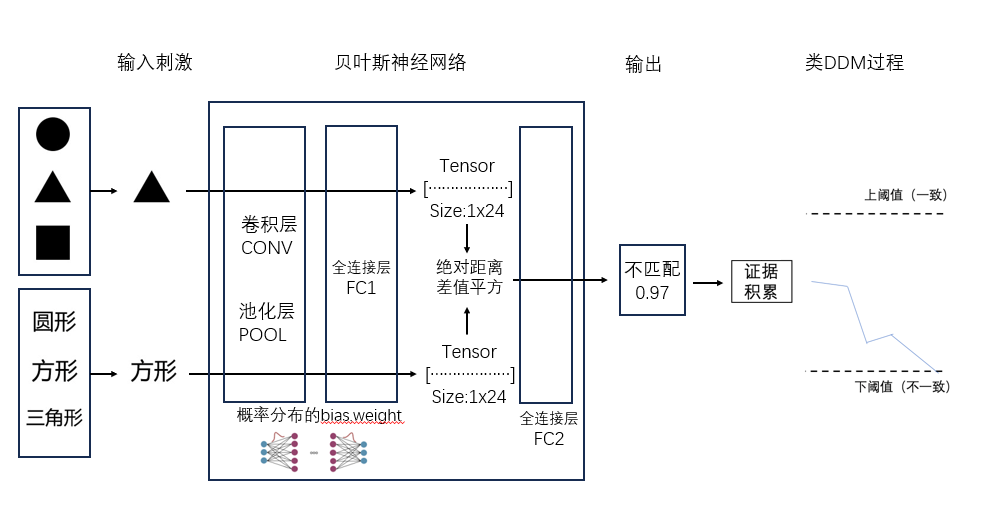 输入刺激
贝叶斯神经网络
输出
类DDM过程
圆形
方形
三角形
方形
卷积层
CONV
池化层
POOL
全连接层
FC1
概率分布的bias,weight
Tensor
[··················]
Size:1x24
绝对距离
差值平方
Tensor
[··················]
Size:1x24
全连接层
FC2
不匹配
0.97
证据
积累
上阈值（一致）
下阈值（不一致）